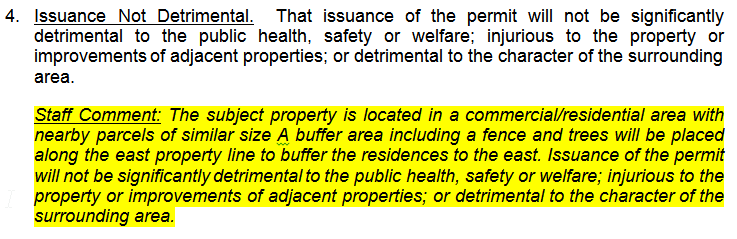 4. Issuance Not Detrimental. That issuance of the permit will not be significantly
detrimental to the public health, safety or welfare; injurious to the property or
improvements of adjacent properties; or detrimental to the character of the surrounding
area.
Staff Comment: The subject property is located in a commercial/residential area with
nearby parcels of similar size A buffer area including a fence and trees will be placed
along the east property line to buffer the residences to the east. Issuance of the permit
will not be significantly detrimental to the public health, safety or welfare; injurious to the
property or improvements of adjacent properties; or detrimental to the character of the
surrounding area.